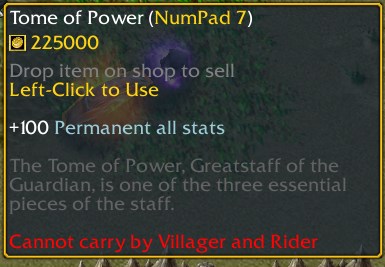 Tome of Power (NumPad 7)
225000
Drop item on shop to sell
Left-Click to Use
+100 Permanent all stats
The Tome of Power, Greatstaff of the
Guardian, is one of the three essential
pieces of the staff.
Cannot carry by Villager and Rider